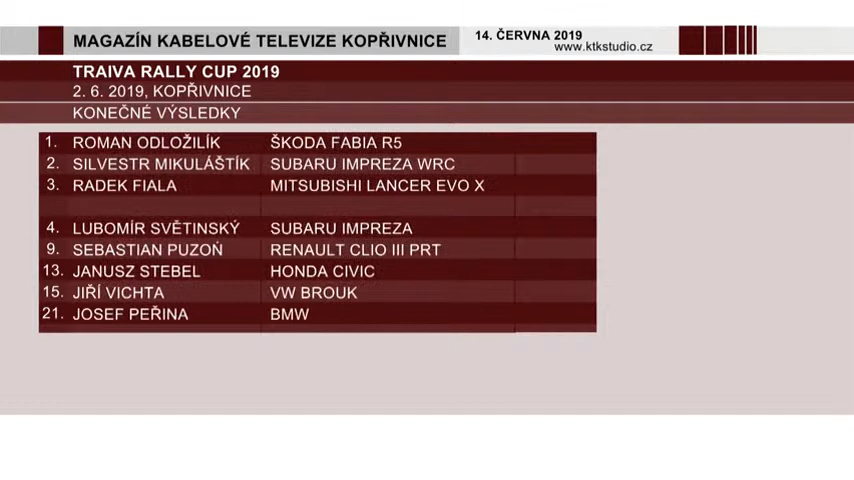 MAGAZÍN KABELOVÉ TELEVIZE KOPŘIVNICE 14. ČERVNA 2019
www.ktkstudio.cz
TRAIVA RALLY CUP 2019
2. 6. 2019, KOPŘIVNICE
KONEČNÉ VÝSLEDKY
1. ROMAN ODLOŽILÍK ŠKODA FABIA R5
2. SILVESTR MIKULÁŠTÍK SUBARU IMPREZA WRC
3. RADEK FIALA MITSUBISHI LANCER EVO X
4. LUBOMÍR SVĚTINSKÝ SUBARU IMPREZA
9. SEBASTIAN PUZOŃ RENAULT CLIO III PRT
13. JANUSZ STEBEL HONDA CIVIC
15. JIŘÍ VICHTA VW BROUK
21. JOSEF PEŘINA BMW